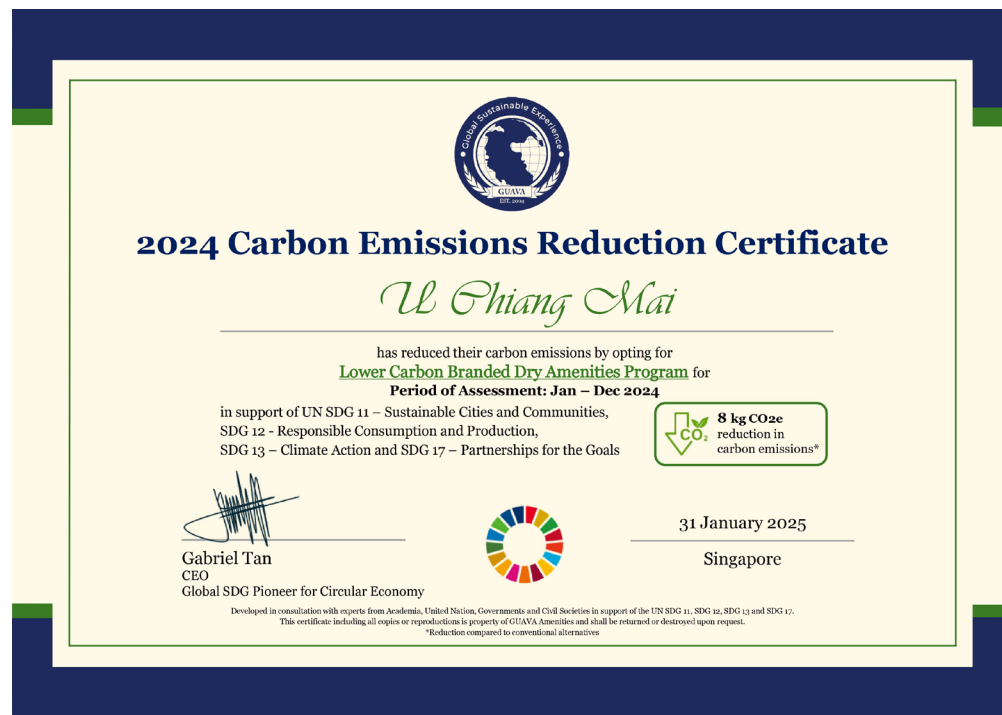 Global Sustainable Experience
GUAVA
EST. 2004
2024 Carbon Emissions Reduction Certificate
U Chiang Mai
has reduced their carbon emissions by opting for
Lower Carbon Branded Dry Amenities Program for
Period of Assessment: Jan – Dec 2024
in support of UN SDG 11 – Sustainable Cities and Communities,
SDG 12 - Responsible Consumption and Production,
SDG 13 – Climate Action and SDG 17 – Partnerships for the Goals
CO2
8 kg CO2e
reduction in
carbon emissions*
Gabriel Tan
CEO
Global SDG Pioneer for Circular Economy
31 January 2025
Singapore
Developed in consultation with experts from Academia, United Nation, Governments and Civil Societies in support of the UN SDG 11, SDG 12, SDG 13 and SDG 17.
This certificate including all copies or reproductions is property of GUAVA Amenities and shall be returned or destroyed upon request.
*Reduction compared to conventional alternatives